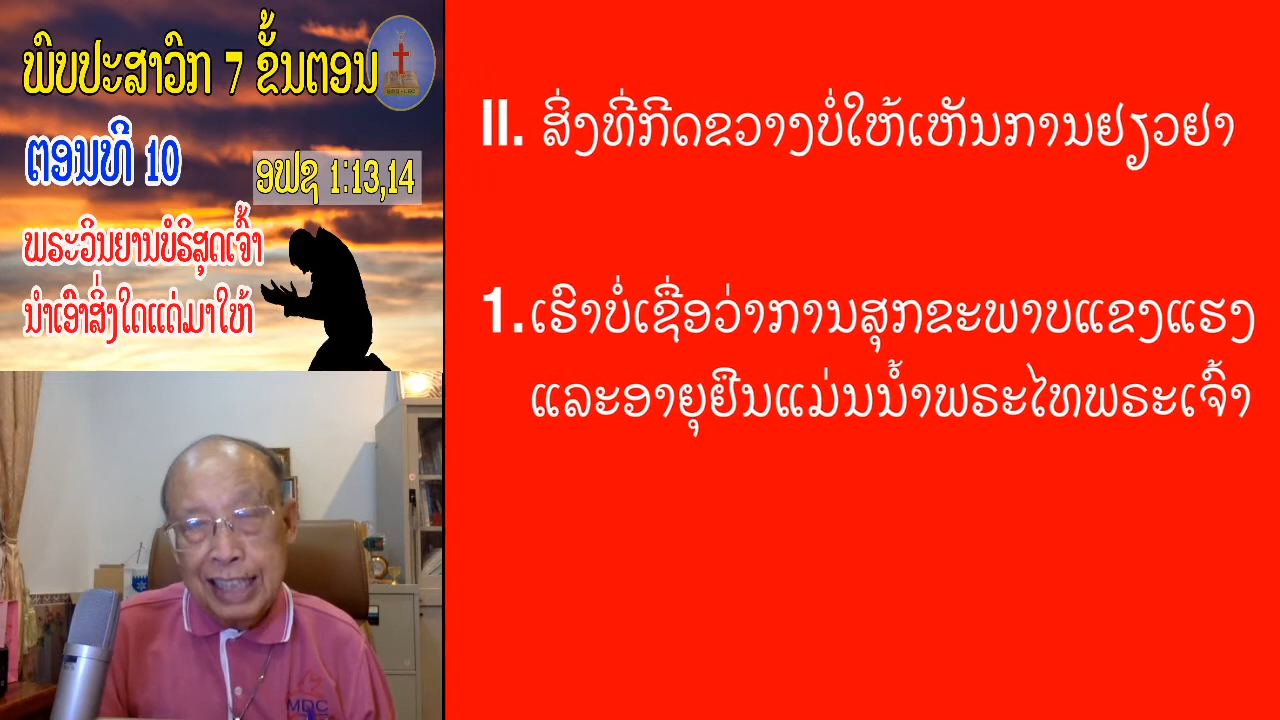 ພົບປະສາວົກ 7 ຂັ້ນຕອນ
ຕອນທີ 10
ອຟຊ 1:13,14
ພຣະວິນຍານບໍຣິສຸດເຈົ້າ
ນຳເອົາສິ່ງໃດແດ່ມາໃຫ້
II. ສິ່ງທີ່ກີດຂວາງບໍ່ໃຫ້ເຫັນການຢຽວຢາ
1. ເຮົາບໍ່ເຊື່ອວ່າການສຸກຂະພາບແຂງແຮງ
ແລະອາຍຸຢືນແມ່ນນ້ຳພຣະໄທພຣະເຈົ້າ
MDC